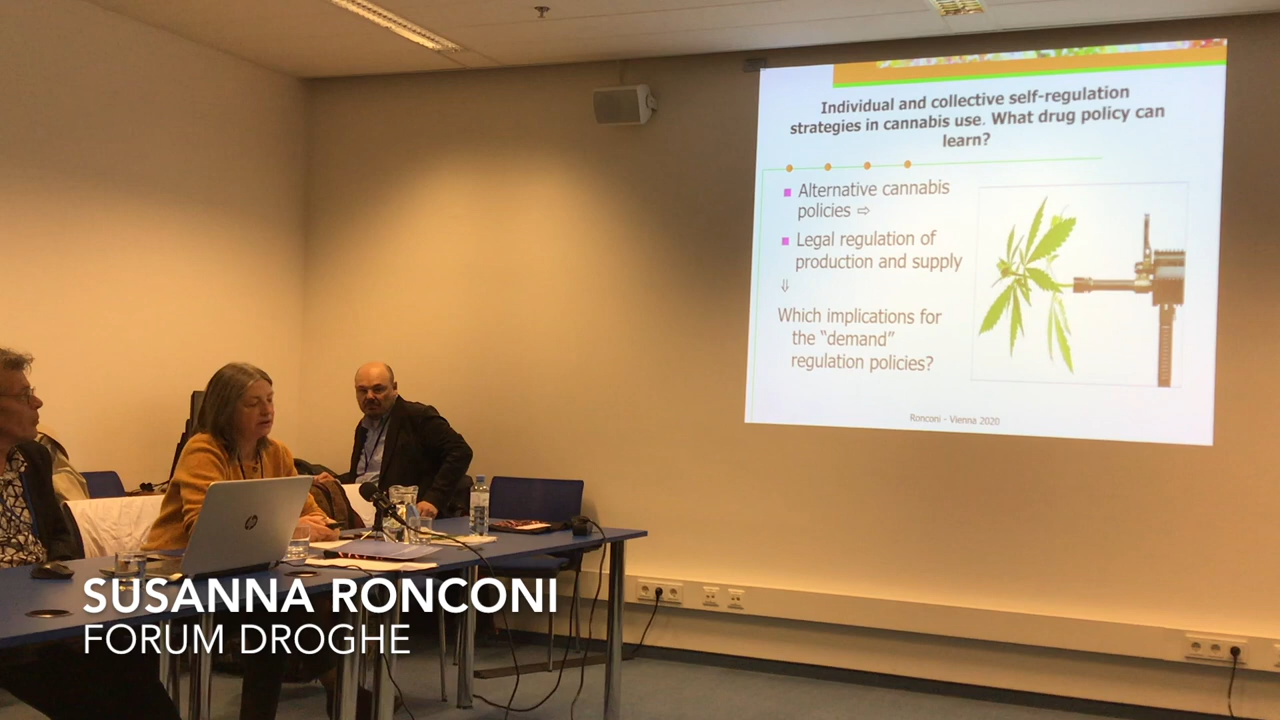 Individual and collective self-regulation
strategies in cannabis use. What drug policy can
learn?
Alternative cannabis
policies ⇨
Legal regulation of
production and supply
⇩
Which implications for
the “demand”
regulation policies?
Ronconi - Vienna 2020
hp
SUSANNA RONCONI
FORUM DROGHE